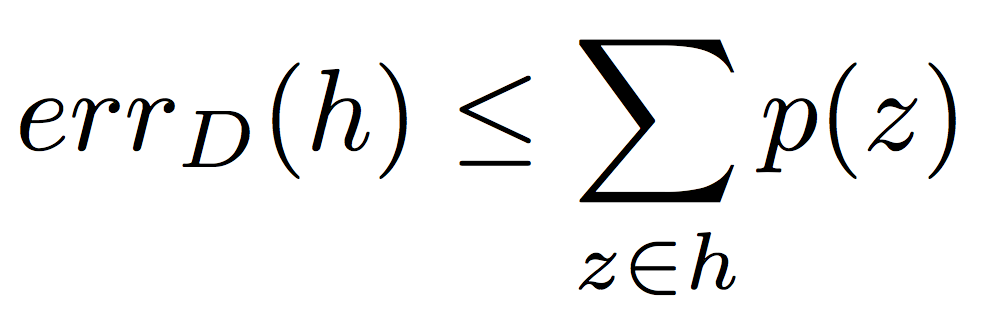 err_D(h) ≤ ∑_{z∈h} p(z)